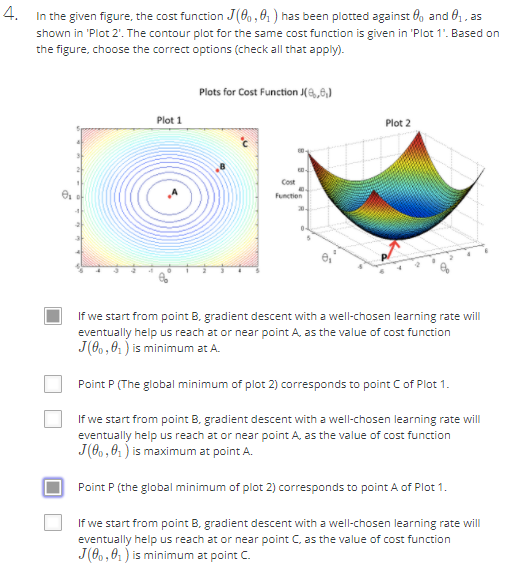 4. In the given figure, the cost function J(θ₀, θ₁) has been plotted against θ₀ and θ₁, as
shown in 'Plot 2'. The contour plot for the same cost function is given in 'Plot 1'. Based on
the figure, choose the correct options (check all that apply).
Plots for Cost Function J(θ₀,θ₁)
Plot 1
Plot 2
C
B
A
θ₁
θ₀
Cost
Function
P
θ₁
θ₀
If we start from point B, gradient descent with a well-chosen learning rate will
eventually help us reach at or near point A, as the value of cost function
J(θ₀, θ₁) is minimum at A.
Point P (The global minimum of plot 2) corresponds to point C of Plot 1.
If we start from point B, gradient descent with a well-chosen learning rate will
eventually help us reach at or near point A, as the value of cost function
J(θ₀, θ₁) is maximum at point A.
Point P (the global minimum of plot 2) corresponds to point A of Plot 1.
If we start from point B, gradient descent with a well-chosen learning rate will
eventually help us reach at or near point C, as the value of cost function
J(θ₀, θ₁) is minimum at point C.